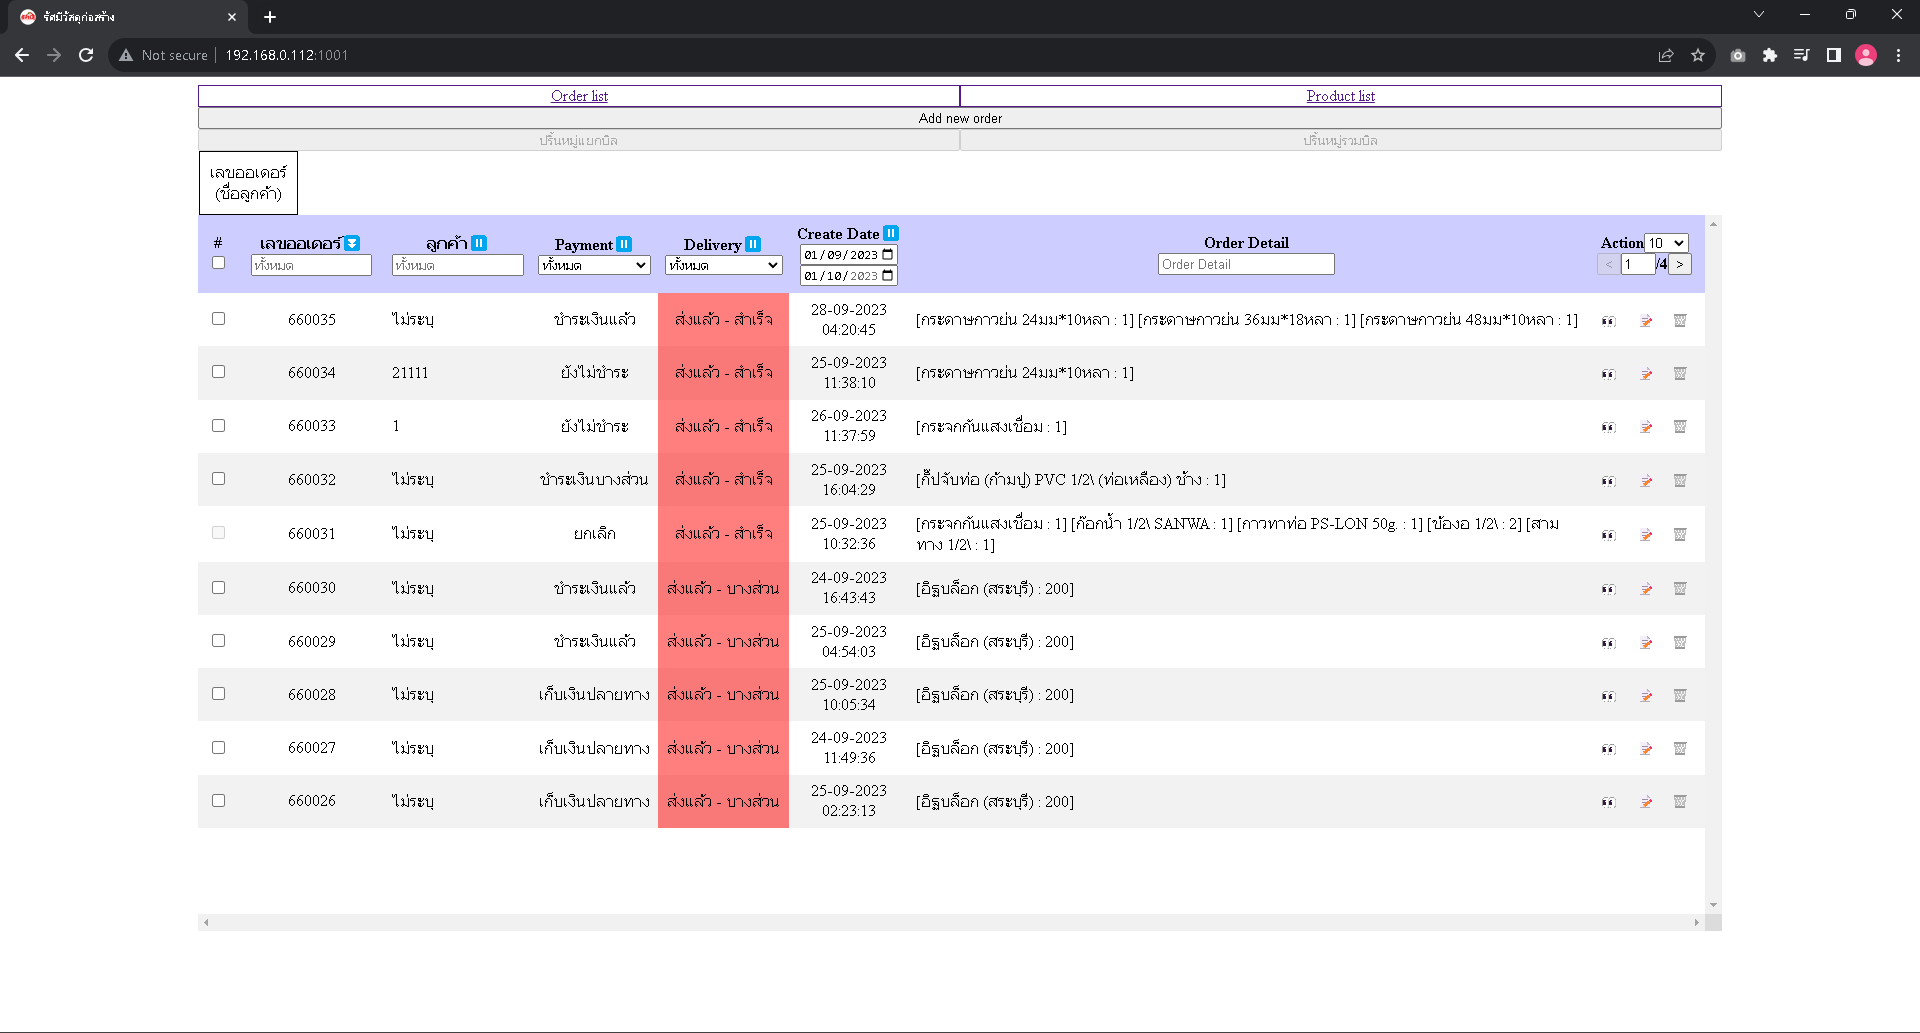 รัศมีวัสดุก่อสร้าง
Not secure 192.168.0.112:1001
Order list Product list
Add new order
ปริ้นหมู่แยกบิล ปริ้นหมู่รวมบิล
เลขออเดอร์
(ชื่อลูกค้า)
# เลขออเดอร์ ลูกค้า Payment Delivery Create Date Order Detail Action 10
ทั้งหมด ทั้งหมด ทั้งหมด ทั้งหมด 01/09/2023 Order Detail < 1 /4 >
01/10/2023
660035 ไม่ระบุ ชำระเงินแล้ว ส่งแล้ว - สำเร็จ 28-09-2023 04:20:45 [กระดาษกาวย่น 24มม*10หลา : 1] [กระดาษกาวย่น 36มม*18หลา : 1] [กระดาษกาวย่น 48มม*10หลา : 1]
660034 21111 ยังไม่ชำระ ส่งแล้ว - สำเร็จ 25-09-2023 11:38:10 [กระดาษกาวย่น 24มม*10หลา : 1]
660033 1 ยังไม่ชำระ ส่งแล้ว - สำเร็จ 26-09-2023 11:37:59 [กระจกกันแสงเชื่อม : 1]
660032 ไม่ระบุ ชำระเงินบางส่วน ส่งแล้ว - สำเร็จ 25-09-2023 16:04:29 [กิ๊ปจับท่อ (ก้ามปู) PVC 1/2\ (ท่อเหลือง) ช้าง : 1]
660031 ไม่ระบุ ยกเลิก ส่งแล้ว - สำเร็จ 25-09-2023 10:32:36 [กระจกกันแสงเชื่อม : 1] [ก๊อกน้ำ 1/2\ SANWA : 1] [กาวทาท่อ PS-LON 50g. : 1] [ข้องอ 1/2\ : 2] [สาม
ทาง 1/2\ : 1]
660030 ไม่ระบุ ชำระเงินแล้ว ส่งแล้ว - บางส่วน 24-09-2023 16:43:43 [อิฐบล็อก (สระบุรี) : 200]
660029 ไม่ระบุ ชำระเงินแล้ว ส่งแล้ว - บางส่วน 25-09-2023 04:54:03 [อิฐบล็อก (สระบุรี) : 200]
660028 ไม่ระบุ เก็บเงินปลายทาง ส่งแล้ว - บางส่วน 25-09-2023 10:05:34 [อิฐบล็อก (สระบุรี) : 200]
660027 ไม่ระบุ เก็บเงินปลายทาง ส่งแล้ว - บางส่วน 24-09-2023 11:49:36 [อิฐบล็อก (สระบุรี) : 200]
660026 ไม่ระบุ เก็บเงินปลายทาง ส่งแล้ว - บางส่วน 25-09-2023 02:23:13 [อิฐบล็อก (สระบุรี) : 200]